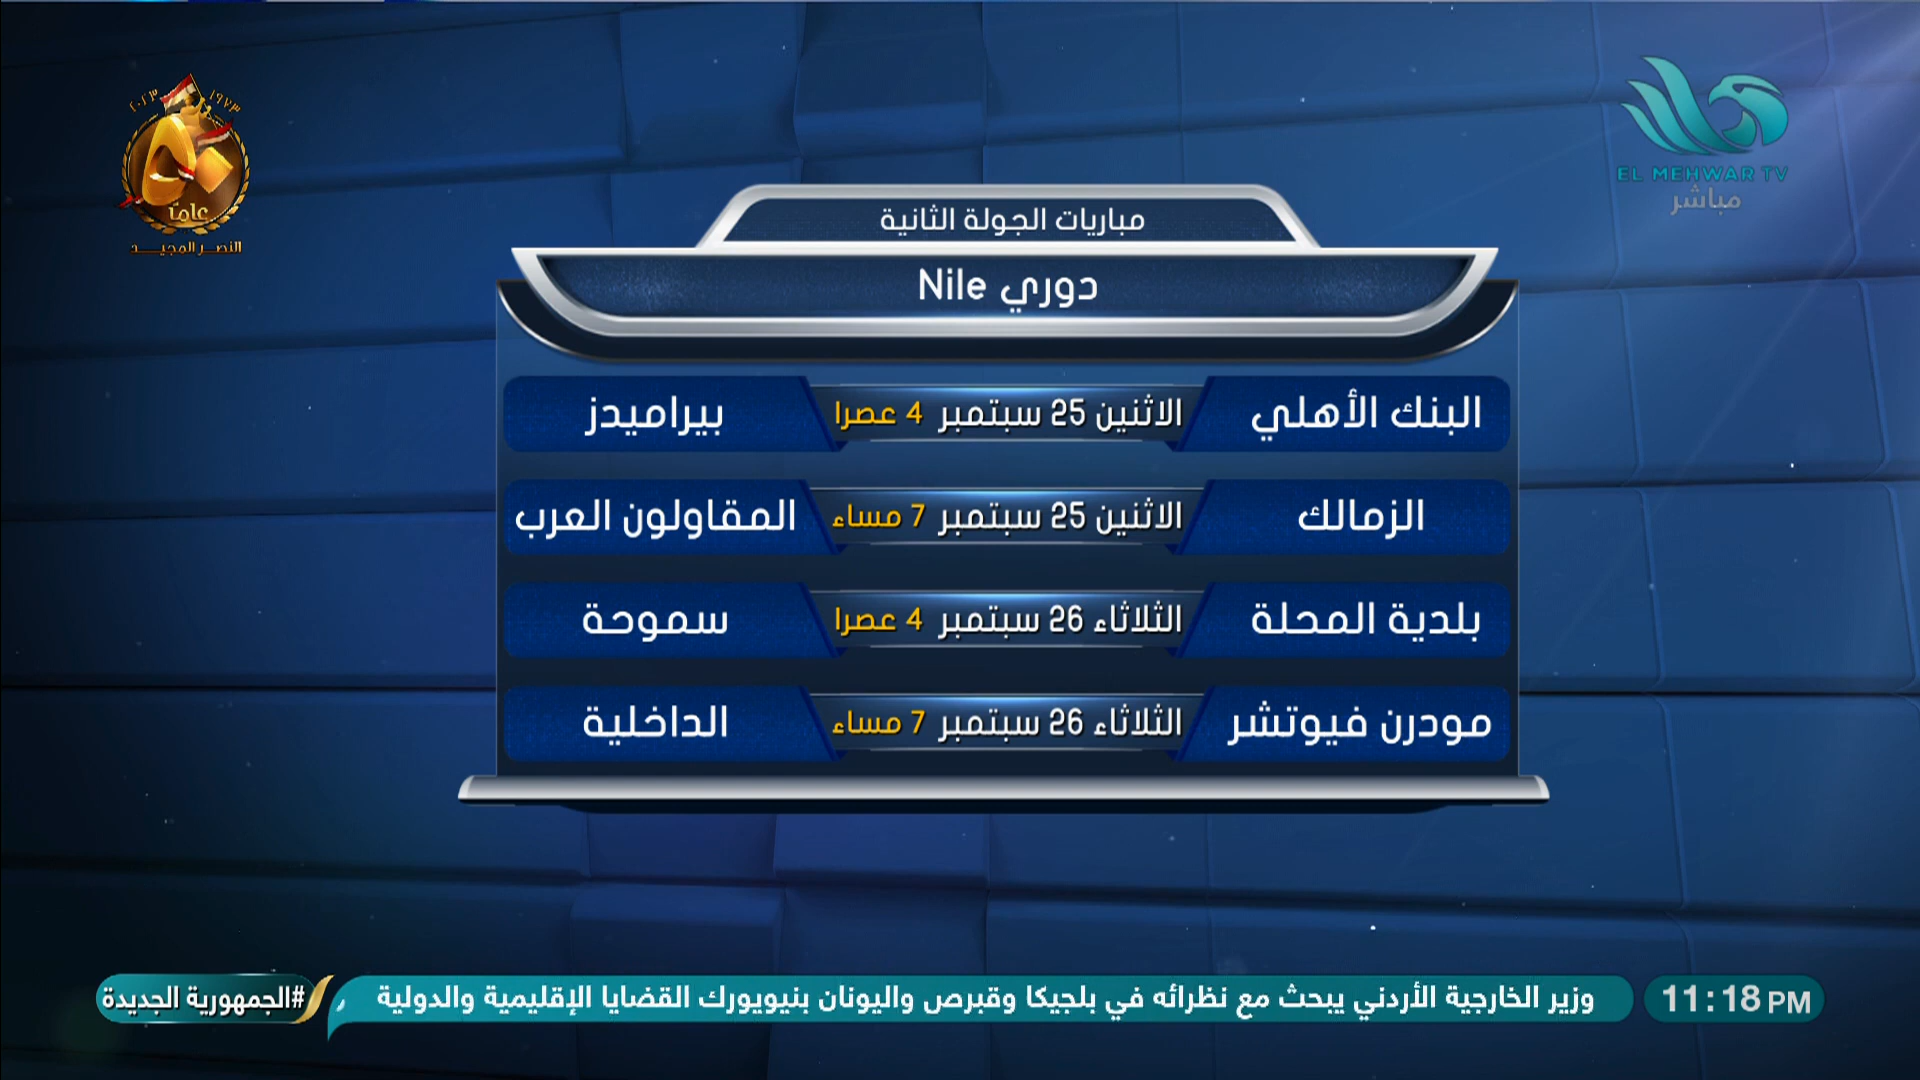 ١٩٧٣ ٢٠٢٣
٥٠
عاماً
النصر المجيد
EL MEHWAR TV
مباشر
مباريات الجولة الثانية
دوري Nile
البنك الأهلي الاثنين 25 سبتمبر 4 عصرا بيراميدز
الزمالك الاثنين 25 سبتمبر 7 مساء المقاولون العرب
بلدية المحلة الثلاثاء 26 سبتمبر 4 عصرا سموحة
مودرن فيوتشر الثلاثاء 26 سبتمبر 7 مساء الداخلية
11:18 PM
وزير الخارجية الأردني يبحث مع نظرائه في بلجيكا وقبرص واليونان بنيويورك القضايا الإقليمية والدولية
#الجمهورية الجديدة